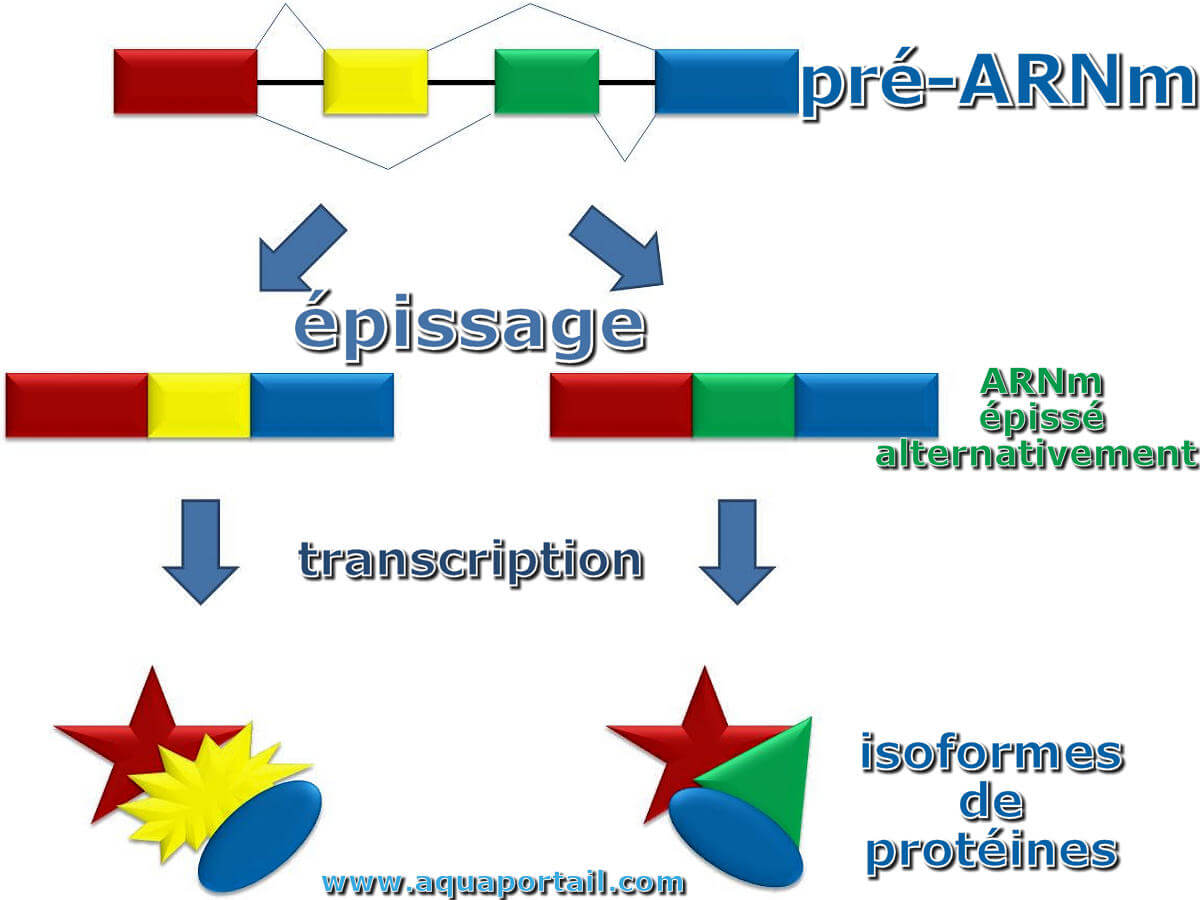 pré-ARNm
épissage
ARNm
épissé
alternativement
transcription
isoformes
de
protéines
www.aquaportail.com